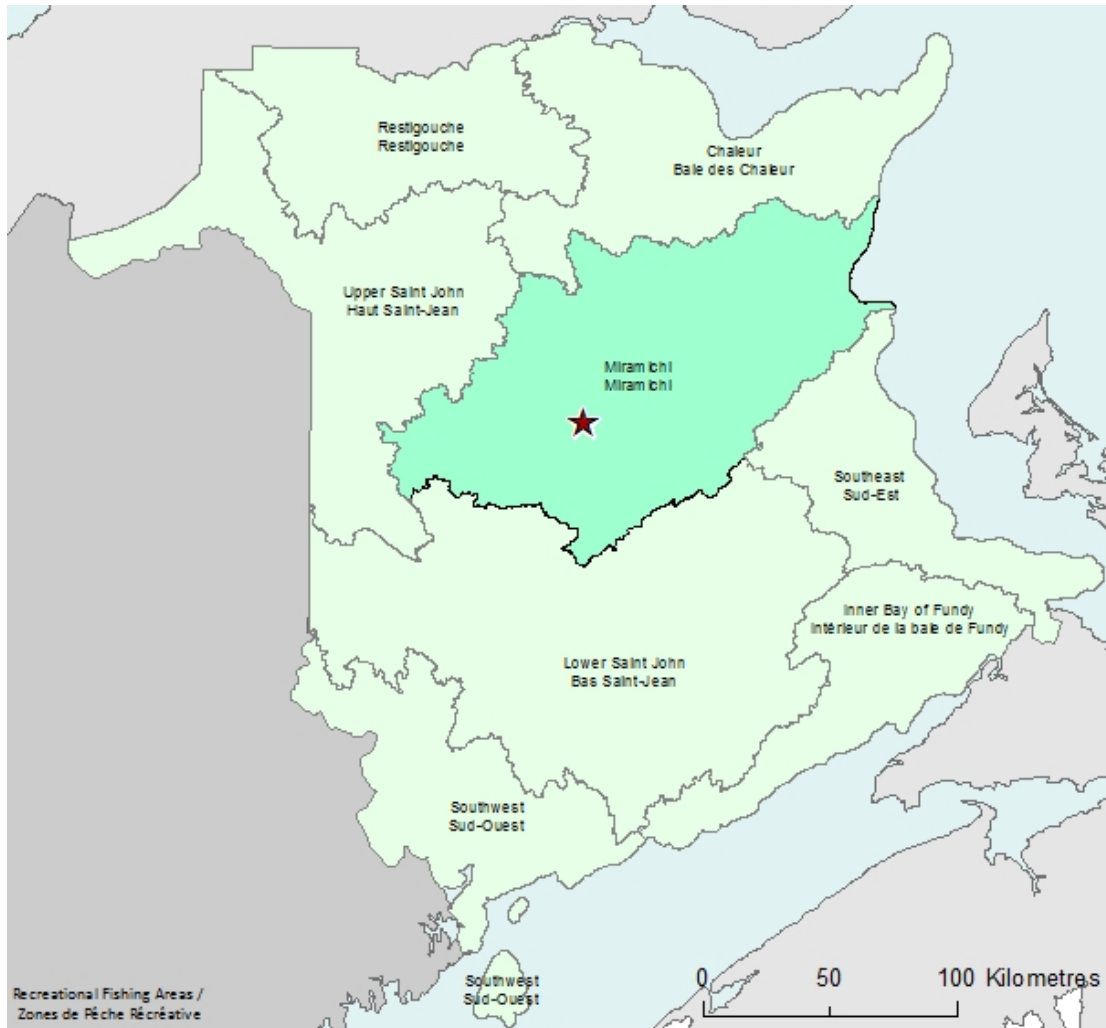 Restigouche
Restigouche
Chaleur
Baie des Chaleur
Upper Saint John
Haut Saint-Jean
Miramichi
Miramichi
Southeast
Sud-Est
Inner Bay of Fundy
Intérieur de la baie de Fundy
Lower Saint John
Bas Saint-Jean
Southwest
Sud-Ouest
Southwest
Sud-Ouest
0 50 100 Kilometres
Recreational Fishing Areas /
Zones de Pêche Récréative